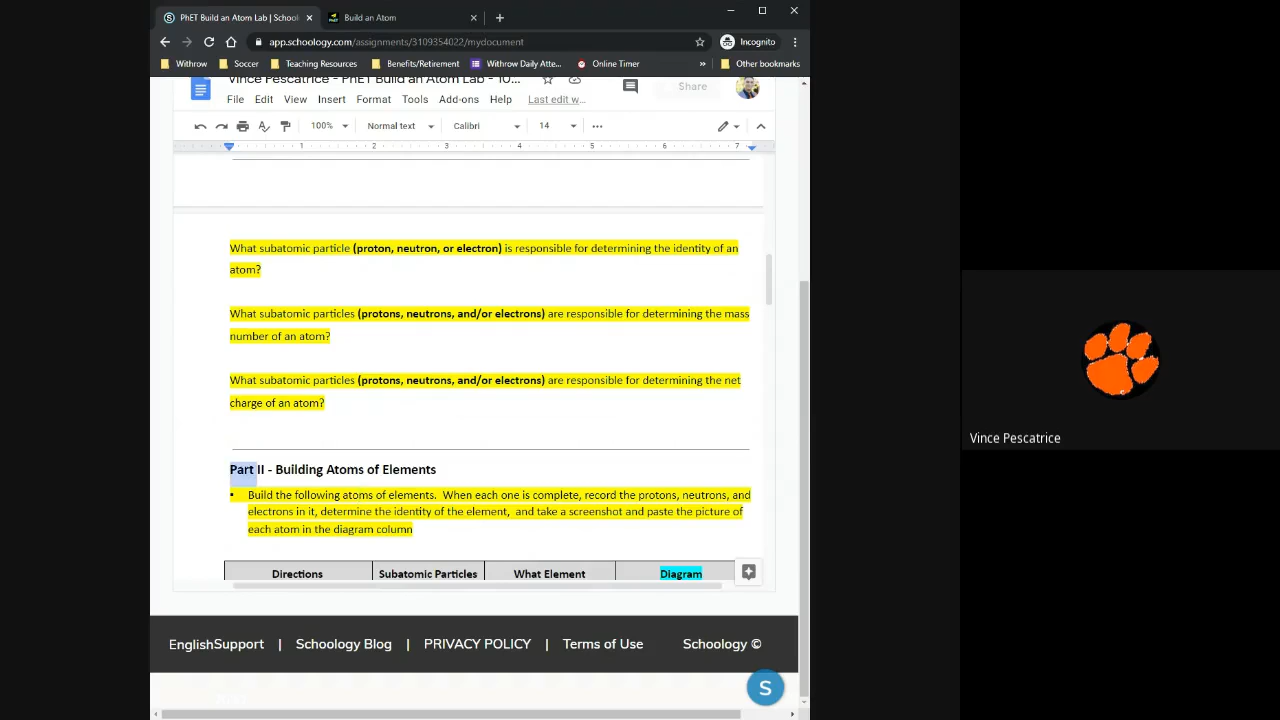 PhET Build an Atom Lab | Schoo
Build an Atom
app.schoology.com/assignments/3109354022/mydocument
Incognito
Withrow
Soccer
Teaching Resources
Benefits/Retirement
Withrow Daily Atte...
Online Timer
»
Other bookmarks
Vince Pescatrice - PhET Build an Atom Lab - 10...
File Edit View Insert Format Tools Add-ons Help Last edit w...
Share
100% Normal text Calibri 14
1 2 3 4 5 6 7
What subatomic particle (proton, neutron, or electron) is responsible for determining the identity of an
atom?
What subatomic particles (protons, neutrons, and/or electrons) are responsible for determining the mass
number of an atom?
What subatomic particles (protons, neutrons, and/or electrons) are responsible for determining the net
charge of an atom?
Part II - Building Atoms of Elements
• Build the following atoms of elements. When each one is complete, record the protons, neutrons, and
electrons in it, determine the identity of the element, and take a screenshot and paste the picture of
each atom in the diagram column
Directions Subatomic Particles What Element Diagram
EnglishSupport | Schoology Blog | PRIVACY POLICY | Terms of Use Schoology ©
S
Vince Pescatrice